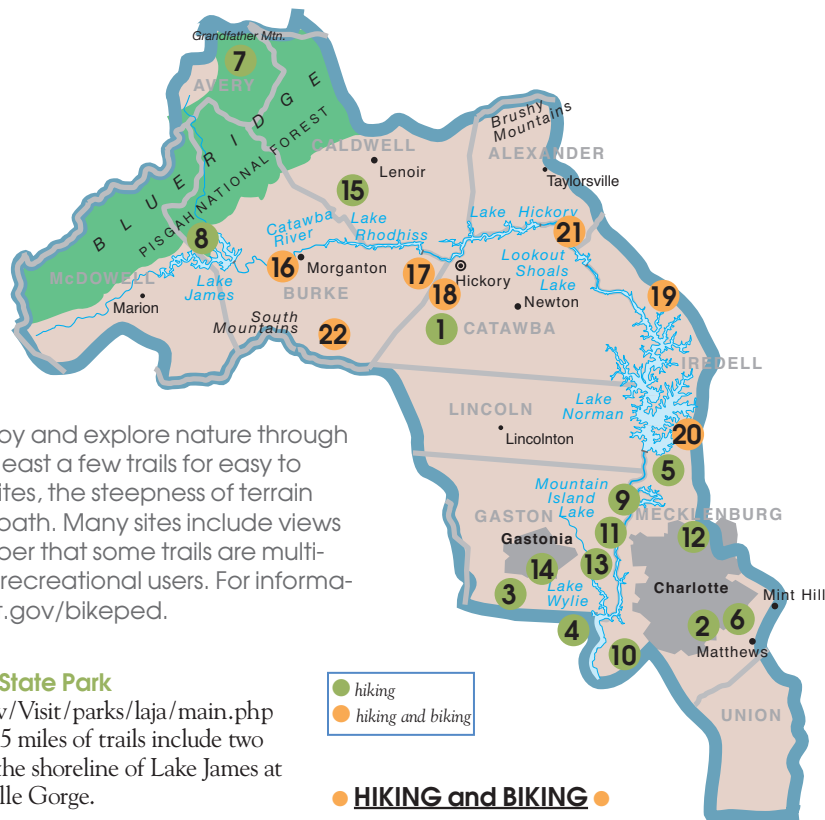 Grandfather Mtn.
7
AVERY
BLUE RIDGE
PISGAH NATIONAL FOREST
Brushy
Mountains
CALDWELL
ALEXANDER
Lenoir
Taylorsville
15
Catawba
River
Lake
Rhodhiss
Lake Hickory
21
8
Lookout
Shoals
Lake
McDOWELL
Lake
James
16
Morganton
17
Hickory
18
19
BURKE
Newton
Marion
South
Mountains
22
1
CATAWBA
IREDELL
Lake
Norman
LINCOLN
Lincolnton
20
5
oy and explore nature through
east a few trails for easy to
ites, the steepness of terrain
path. Many sites include views
ber that some trails are multi-
recreational users. For informa-
t.gov/bikeped.
Mountain
Island
Lake
9
GASTON
MECKLENBURG
11
12
Gastonia
14
13
3
Lake
Wylie
Charlotte
Mint Hill
2
6
4
Matthews
10
UNION
State Park
v/Visit/parks/laja/main.php
5 miles of trails include two
the shoreline of Lake James at
lle Gorge.
hiking
hiking and biking
HIKING and BIKING